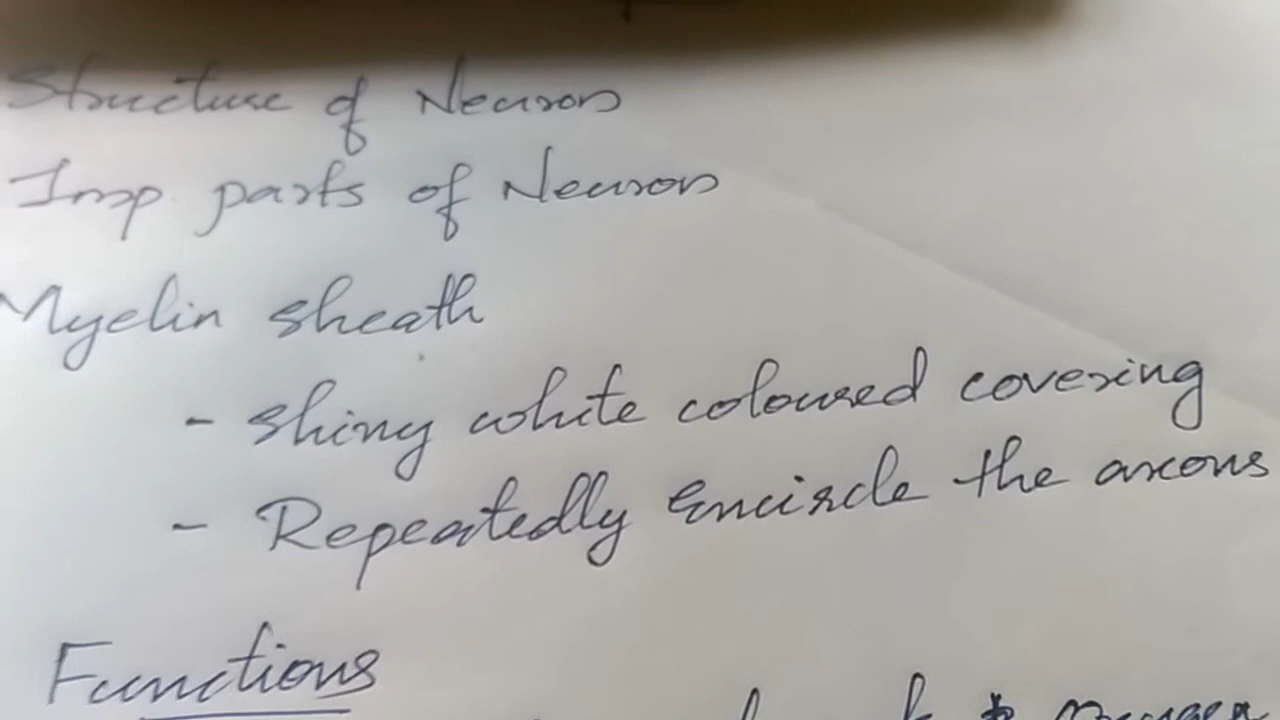 Structure of Neuron
Imp parts of Neuron
Myelin sheath
- Shiny white coloured covering
- Repeatedly Encircle the axons
Functions